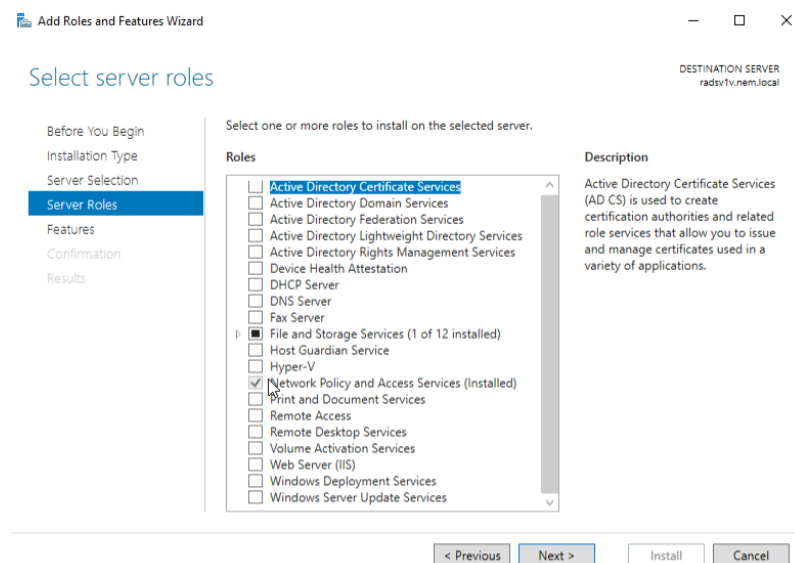 Add Roles and Features Wizard
Select server roles
DESTINATION SERVER
radsv1v.nem.local
Before You Begin
Installation Type
Server Selection
Server Roles
Features
Confirmation
Results
Select one or more roles to install on the selected server.
Roles
Active Directory Certificate Services
Active Directory Domain Services
Active Directory Federation Services
Active Directory Lightweight Directory Services
Active Directory Rights Management Services
Device Health Attestation
DHCP Server
DNS Server
Fax Server
File and Storage Services (1 of 12 installed)
Host Guardian Service
Hyper-V
Network Policy and Access Services (Installed)
Print and Document Services
Remote Access
Remote Desktop Services
Volume Activation Services
Web Server (IIS)
Windows Deployment Services
Windows Server Update Services
Description
Active Directory Certificate Services
(AD CS) is used to create
certification authorities and related
role services that allow you to issue
and manage certificates used in a
variety of applications.
< Previous
Next >
Install
Cancel